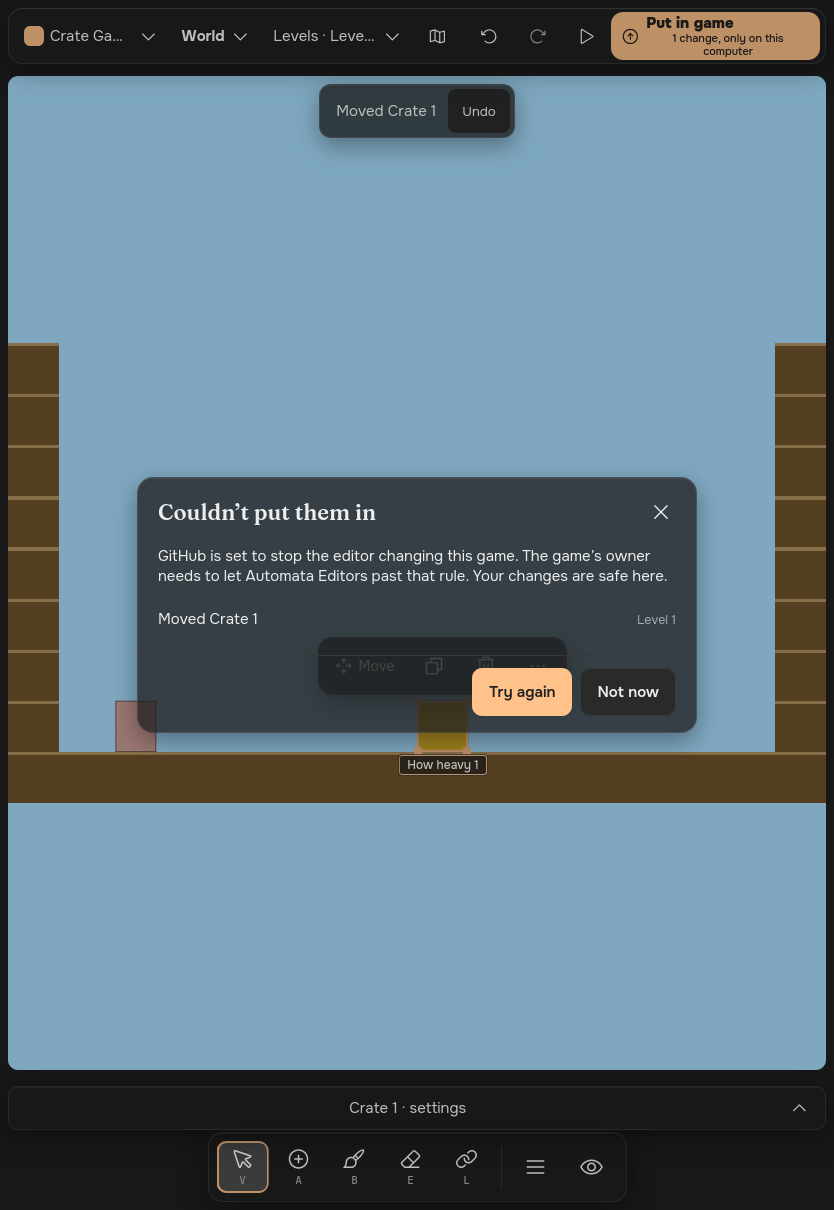 Crate Ga...
World
Levels · Leve...
Put in game
1 change, only on this
computer
Moved Crate 1
Undo
Couldn’t put them in
GitHub is set to stop the editor changing this game. The game’s owner
needs to let Automata Editors past that rule. Your changes are safe here.
Moved Crate 1
Level 1
Move
Try again
Not now
How heavy 1
Crate 1 · settings
V
A
B
E
L